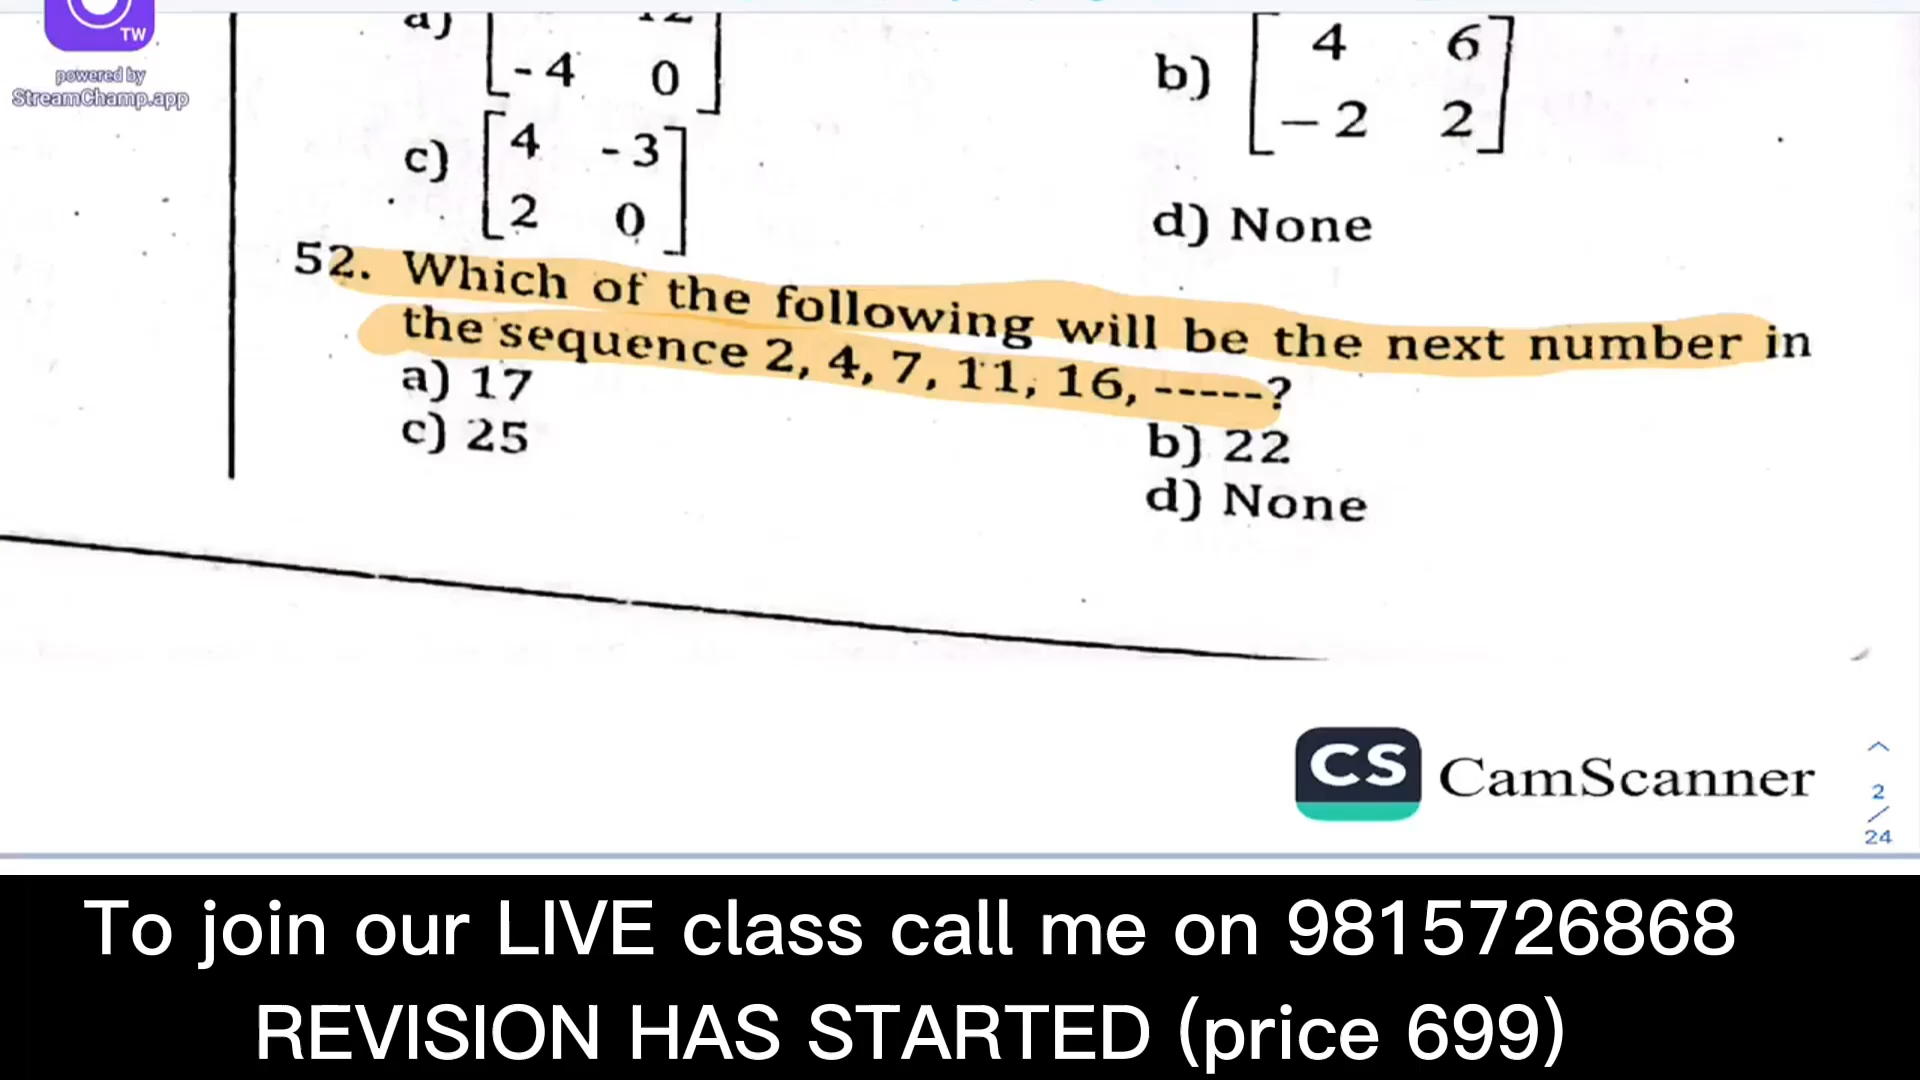 TW
powered by
StreamChamp.app
a)
-4 0
b) 4 6
-2 2
c) 4 -3
2 0
d) None
52. Which of the following will be the next number in
the sequence 2, 4, 7, 11, 16, -----?
a) 17
b) 22
c) 25
d) None
CS CamScanner
2
/
24
To join our LIVE class call me on 9815726868
REVISION HAS STARTED (price 699)